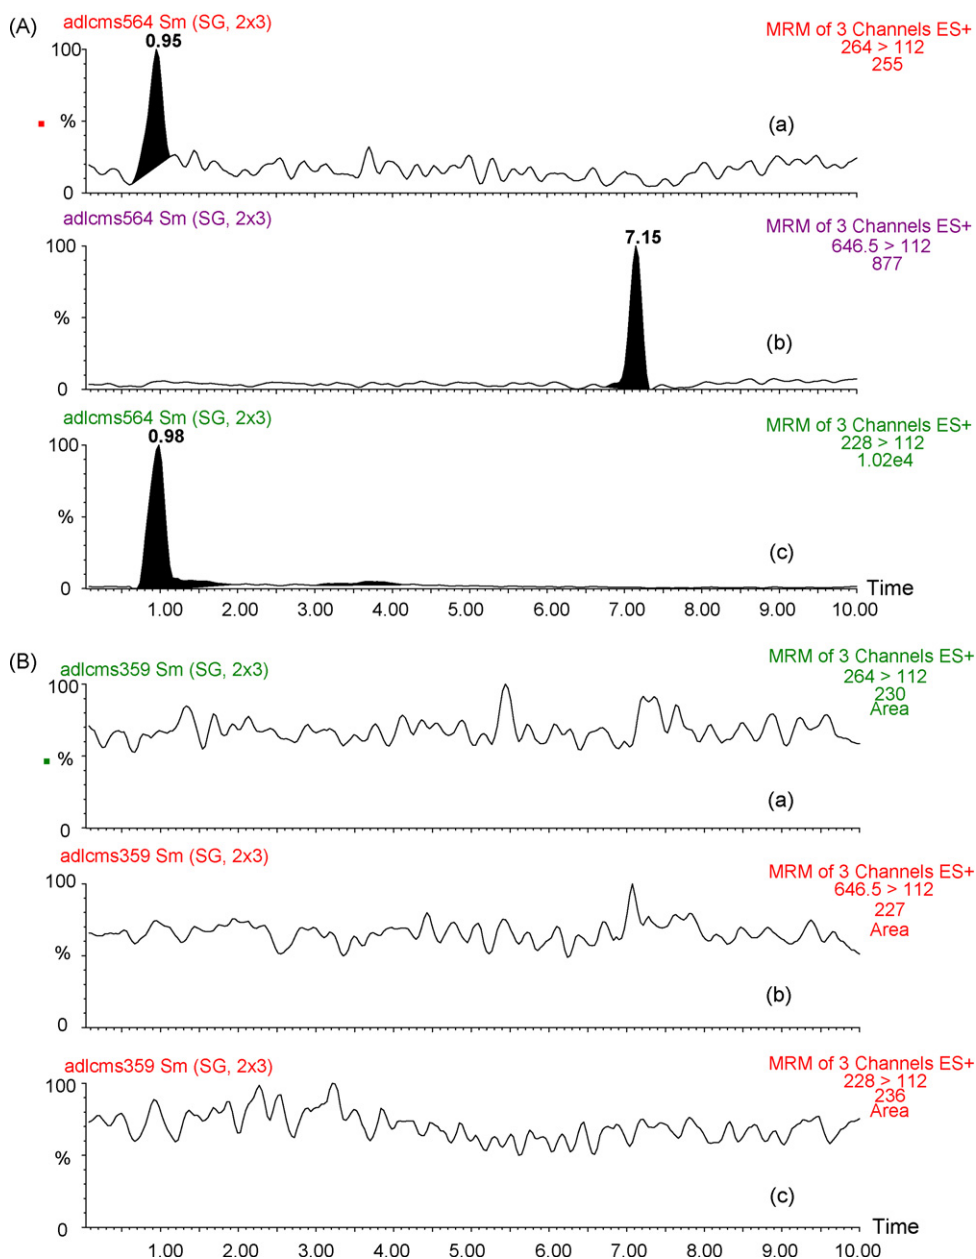 (A)
adlcms564 Sm (SG, 2x3)
MRM of 3 Channels ES+
264 > 112
255
100
0.95
%
(a)
0
adlcms564 Sm (SG, 2x3)
MRM of 3 Channels ES+
646.5 > 112
877
100
7.15
%
(b)
0
adlcms564 Sm (SG, 2x3)
MRM of 3 Channels ES+
228 > 112
1.02e4
100
0.98
%
(c)
0
Time
1.00 2.00 3.00 4.00 5.00 6.00 7.00 8.00 9.00 10.00
(B)
adlcms359 Sm (SG, 2x3)
MRM of 3 Channels ES+
264 > 112
230
Area
100
%
(a)
0
adlcms359 Sm (SG, 2x3)
MRM of 3 Channels ES+
646.5 > 112
227
Area
100
%
(b)
0
adlcms359 Sm (SG, 2x3)
MRM of 3 Channels ES+
228 > 112
236
Area
100
%
(c)
0
Time
1.00 2.00 3.00 4.00 5.00 6.00 7.00 8.00 9.00 10.00